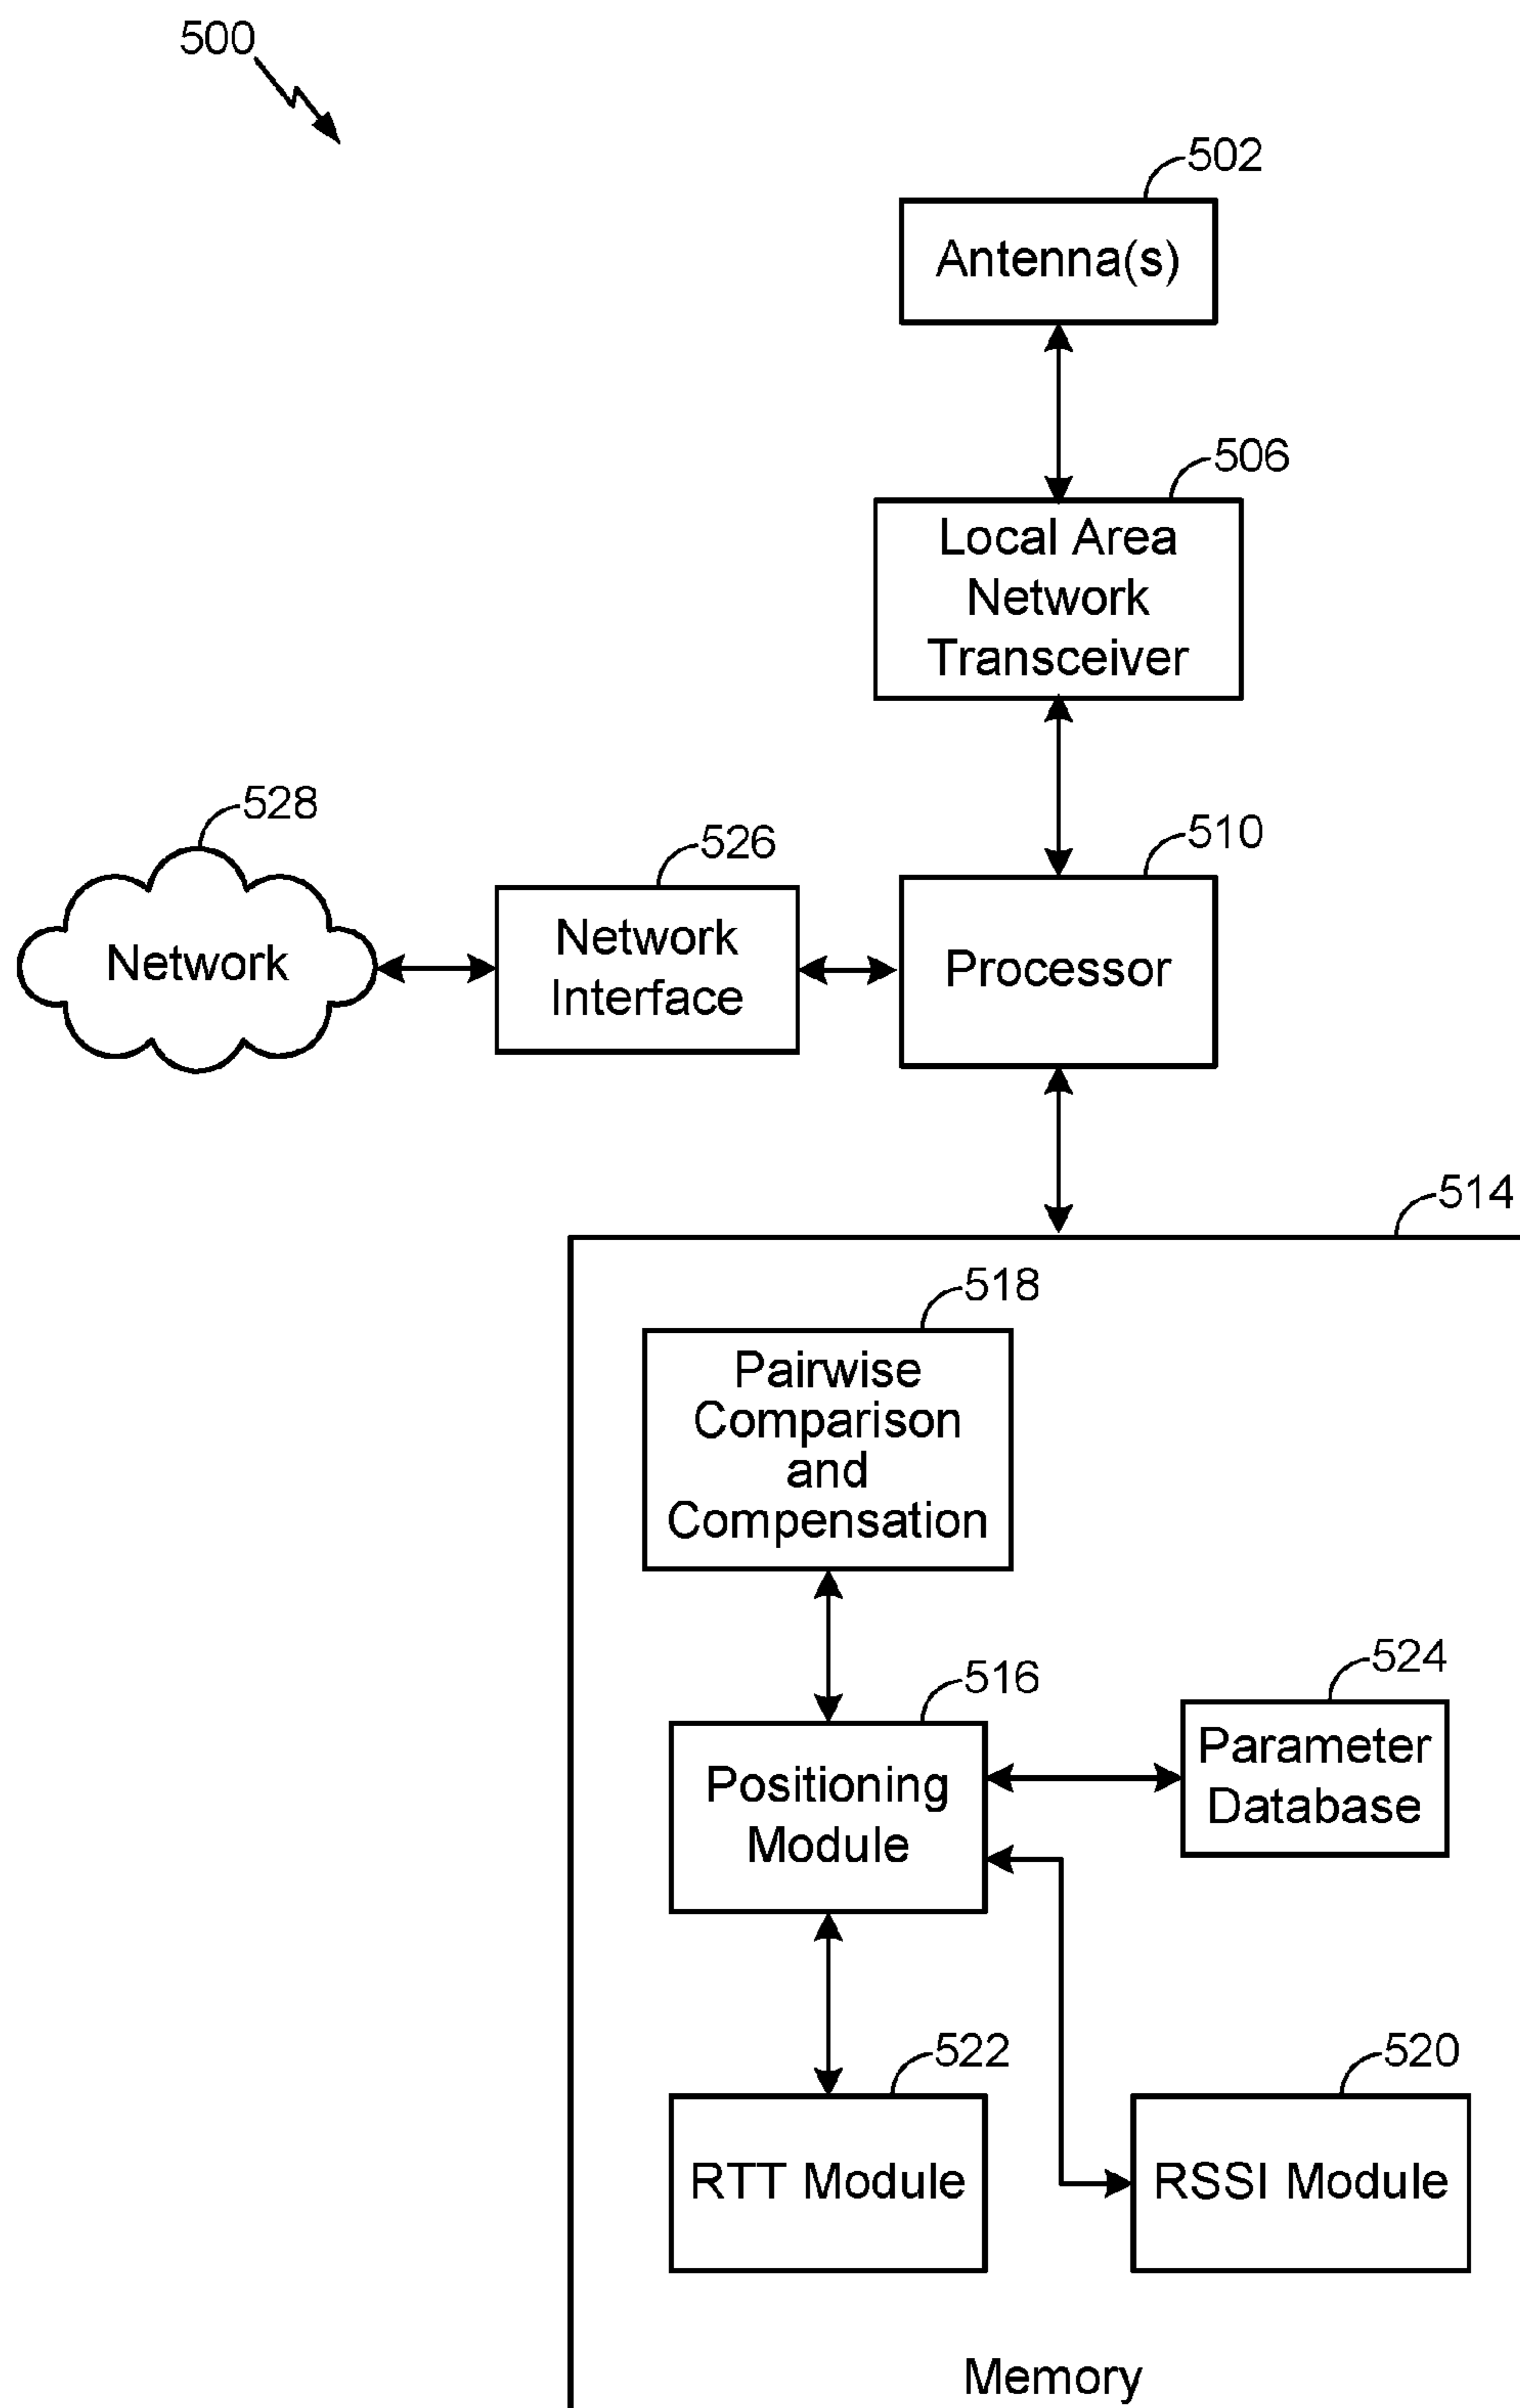 500
502
Antenna(s)
506
Local Area
Network
Transceiver
528
Network
526
Network
Interface
510
Processor
514
518
Pairwise
Comparison
and
Compensation
516
Positioning
Module
524
Parameter
Database
522
RTT Module
520
RSSI Module
Memory